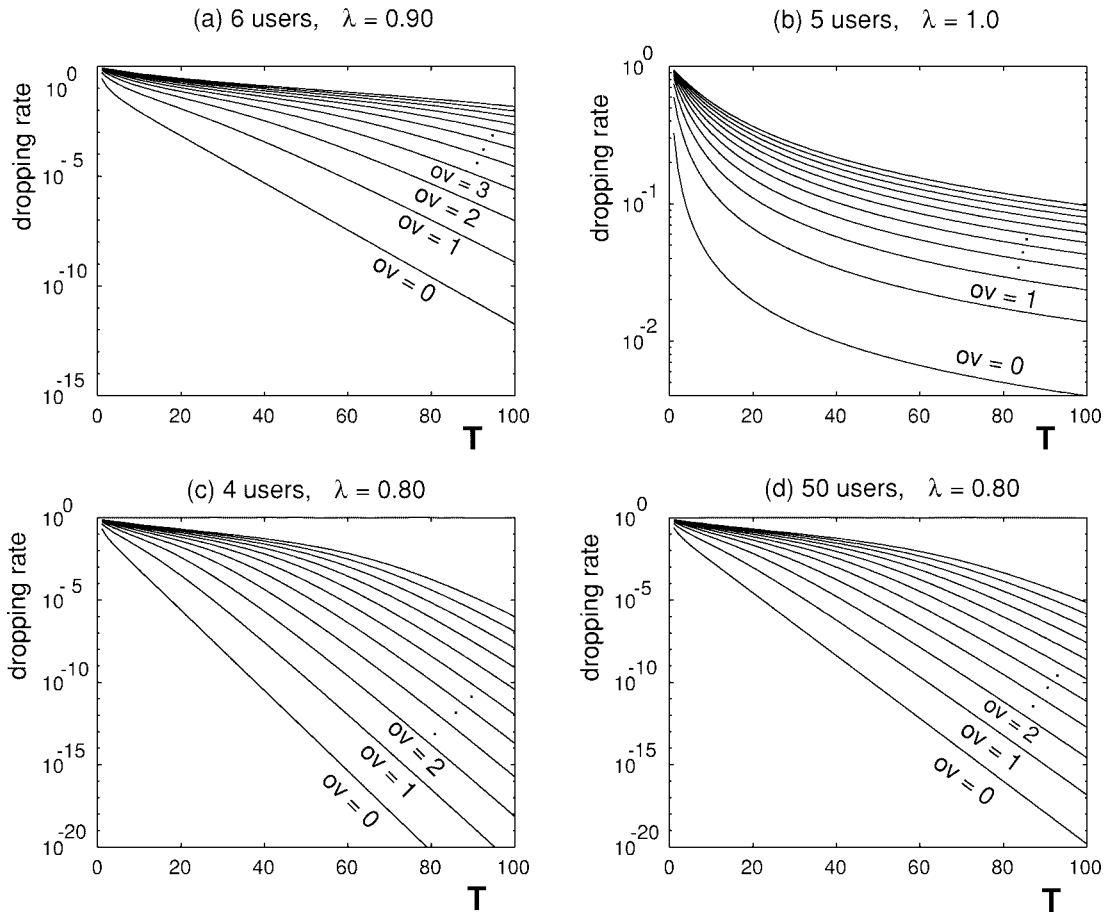 (a) 6 users, λ = 0.90
dropping rate
10^0
10^-5
10^-10
10^-15
ov = 3
ov = 2
ov = 1
ov = 0
0 20 40 60 80 100
T
(b) 5 users, λ = 1.0
dropping rate
10^0
10^-1
10^-2
ov = 1
ov = 0
0 20 40 60 80 100
T
(c) 4 users, λ = 0.80
dropping rate
10^0
10^-5
10^-10
10^-15
10^-20
ov = 2
ov = 1
ov = 0
0 20 40 60 80 100
T
(d) 50 users, λ = 0.80
dropping rate
10^0
10^-5
10^-10
10^-15
10^-20
ov = 2
ov = 1
ov = 0
0 20 40 60 80 100
T